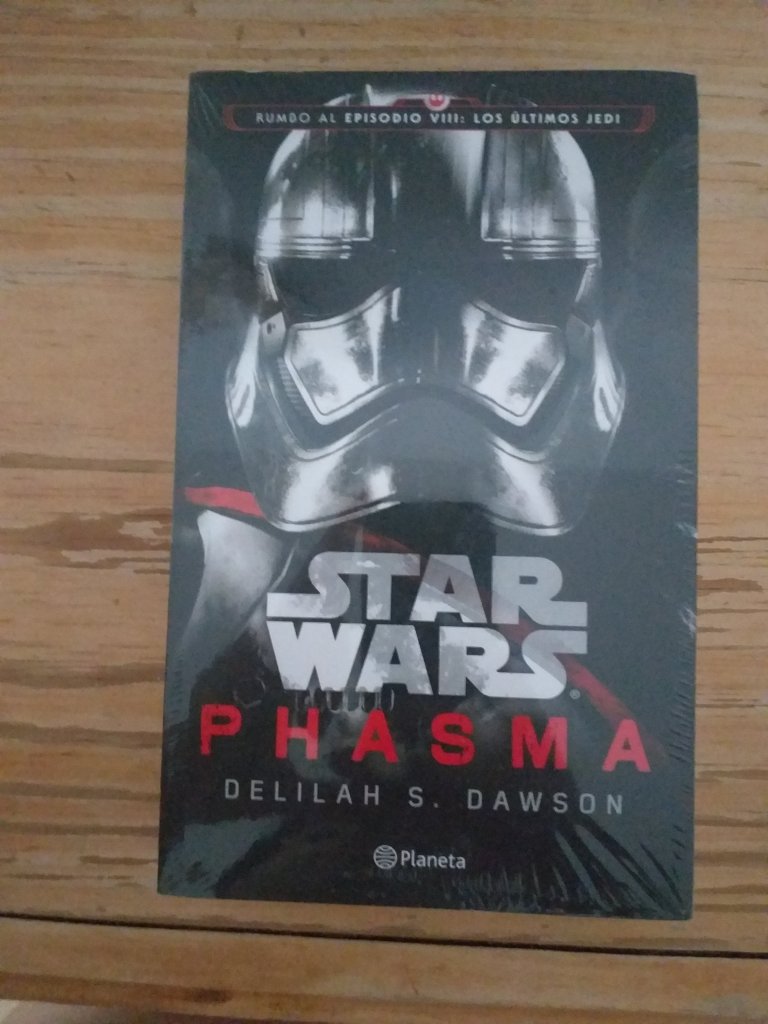 RUMBO AL EPISODIO VIII: LOS ÚLTIMOS JEDI
STAR
WARS®
PHASMA
DELILAH S. DAWSON
Planeta